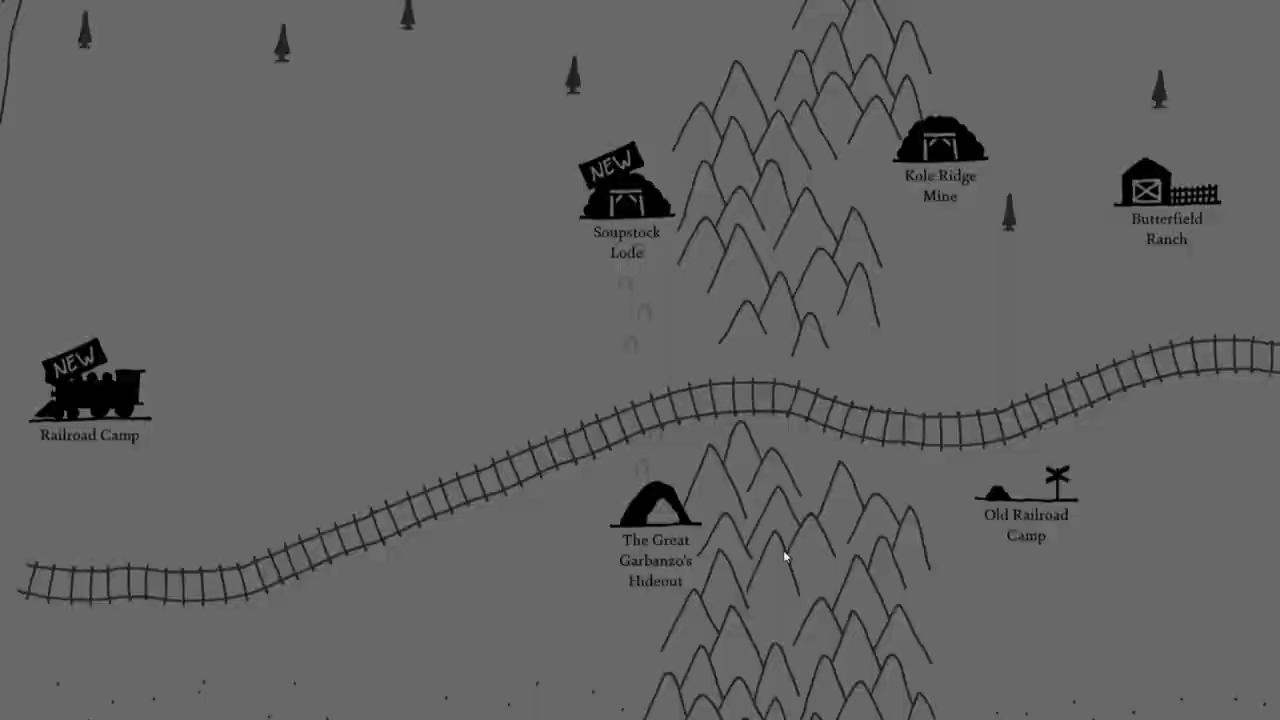 NEW
Soupstock
Lode
Kole Ridge
Mine
Butterfield
Ranch
NEW
Railroad Camp
The Great
Garbanzo's
Hideout
Old Railroad
Camp